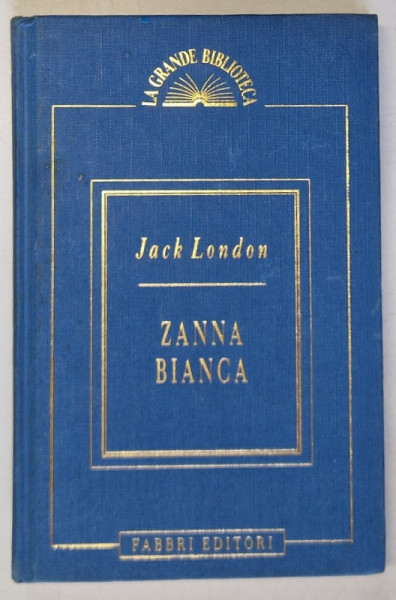 LA GRANDE BIBLIOTECA
Jack London
ZANNA
BIANCA
FABBRI EDITORI